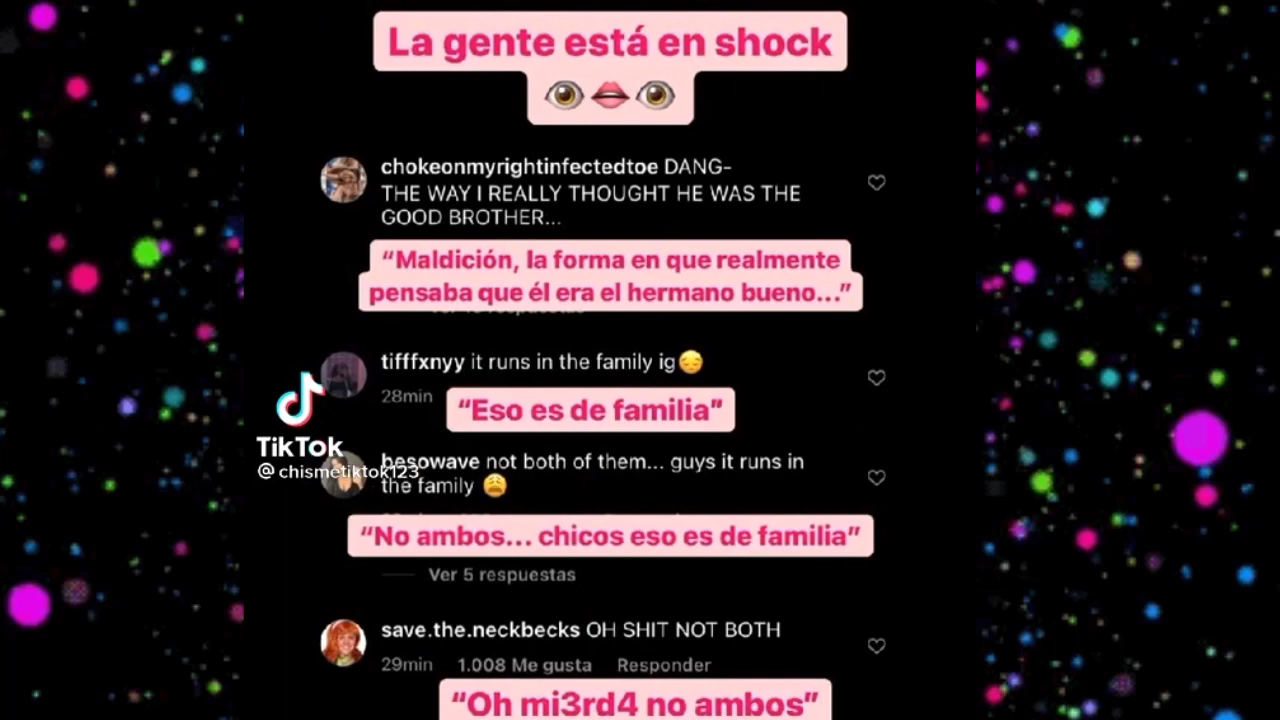 La gente está en shock
👁️👄👁️
chokeonmyrightinfectedtoe DANG-
THE WAY I REALLY THOUGHT HE WAS THE
GOOD BROTHER...
“Maldición, la forma en que realmente
pensaba que él era el hermano bueno...”
tifffxnyy it runs in the family ig😔
28min
“Eso es de familia”
TikTok
@chismetiktok123
besowave not both of them... guys it runs in
the family 😩
“No ambos... chicos eso es de familia”
Ver 5 respuestas
save.the.neckbecks OH SHIT NOT BOTH
29min 1.008 Me gusta Responder
“Oh mi3rd4 no ambos”